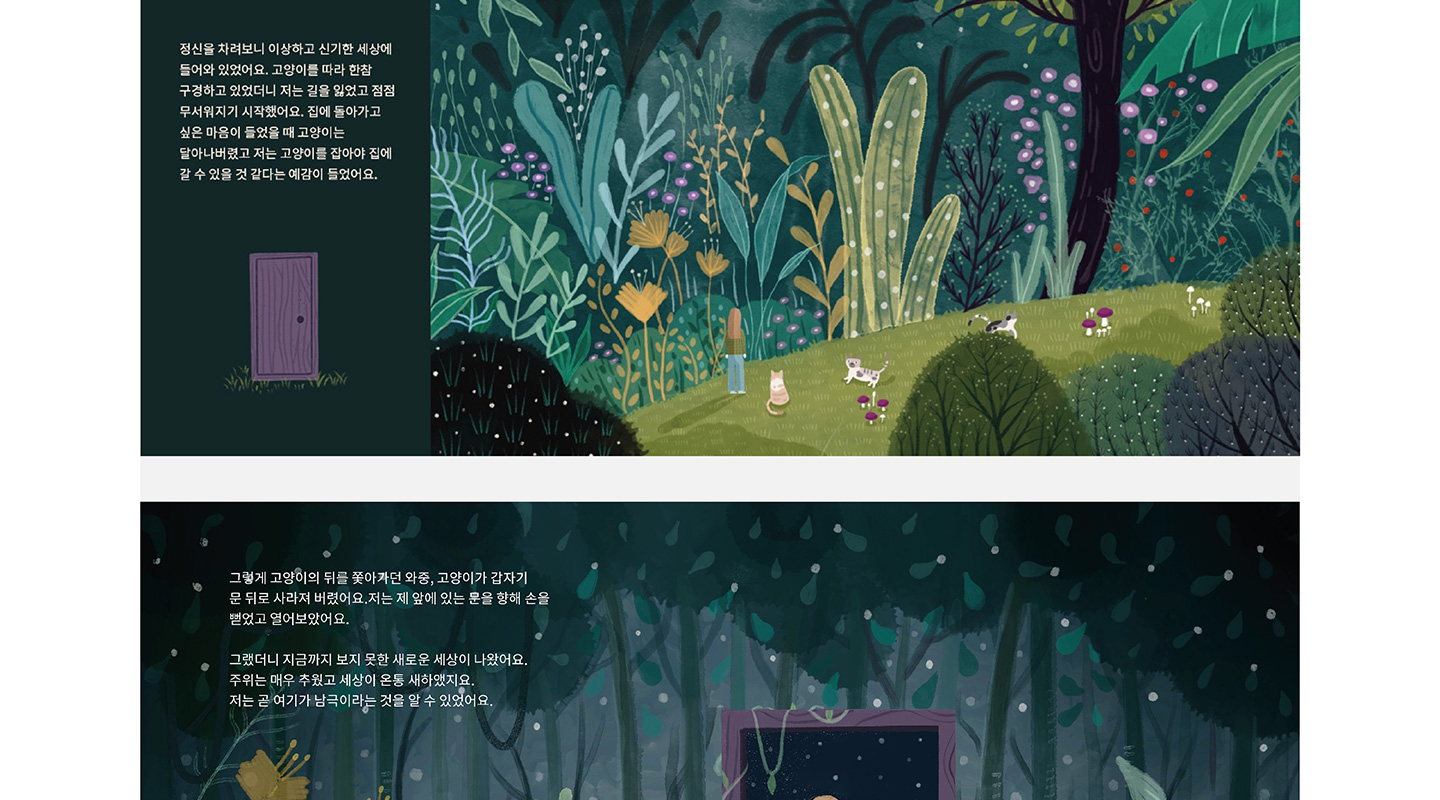 정신을 차려보니 이상하고 신기한 세상에
들어와 있었어요. 고양이를 따라 한참
구경하고 있었더니 저는 길을 잃었고 점점
무서워지기 시작했어요. 집에 돌아가고
싶은 마음이 들었을 때 고양이는
달아나버렸고 저는 고양이를 잡아야 집에
갈 수 있을 것 같다는 예감이 들었어요.
그렇게 고양이의 뒤를 쫓아가던 와중, 고양이가 갑자기
문 뒤로 사라져 버렸어요.저는 제 앞에 있는 문을 향해 손을
뻗었고 열어보았어요.
그랬더니 지금까지 보지 못한 새로운 세상이 나왔어요.
주위는 매우 추웠고 세상이 온통 새하얬지요.
저는 곧 여기가 남극이라는 것을 알 수 있었어요.